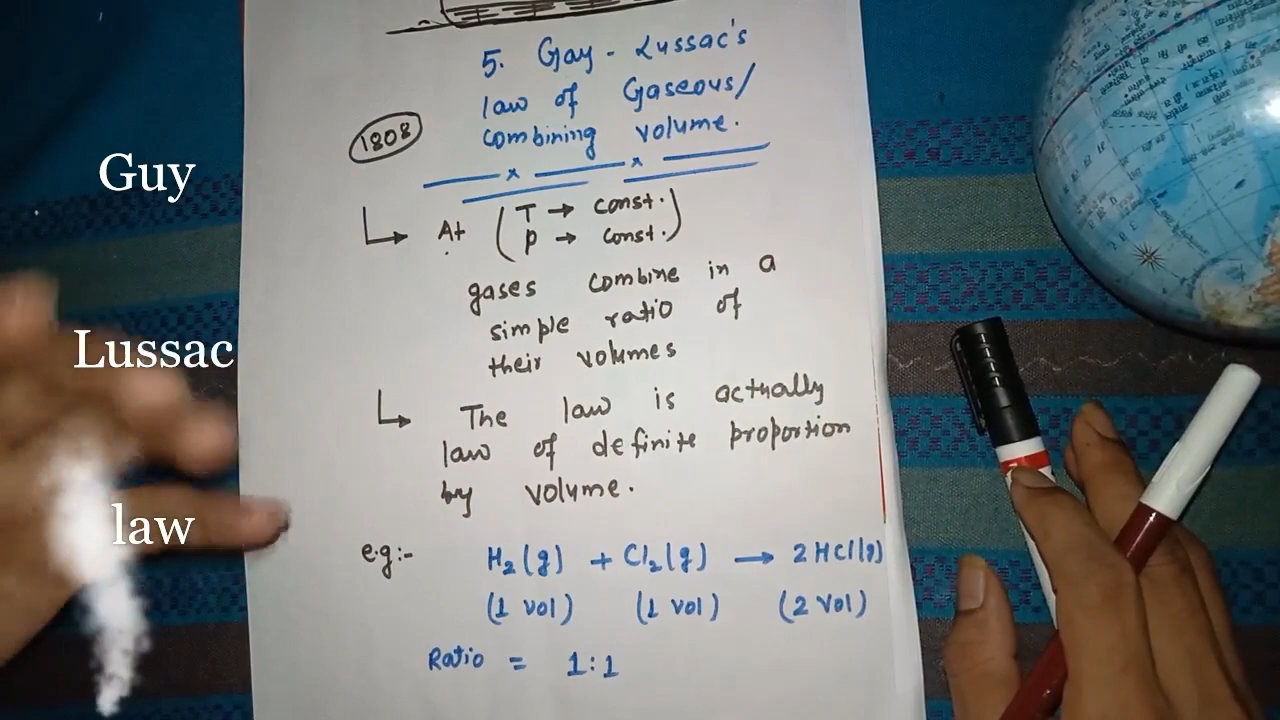 5. Gay-Lussac's
law of Gaseous/
combining volume.
1808
At (T → const.
P → const.)
gases combine in a
simple ratio of
their volumes
The law is actually
law of definite proportion
by volume.
e.g:- H₂(g) + Cl₂(g) → 2HCl(g)
(1 vol) (1 vol) (2 vol)
Ratio = 1:1
Guy
Lussac
law